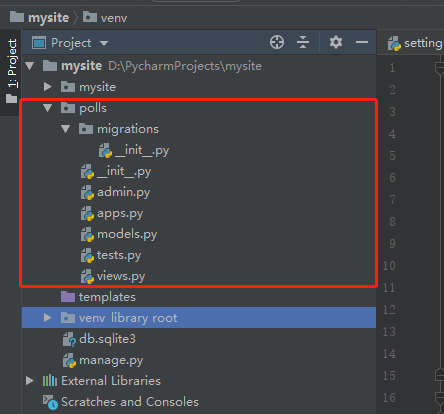 mysite venv
1: Project
Project
settings
mysite D:\PycharmProjects\mysite
mysite
polls
migrations
__init__.py
__init__.py
admin.py
apps.py
models.py
tests.py
views.py
templates
venv library root
db.sqlite3
manage.py
External Libraries
Scratches and Consoles
1
2
3
4
5
6
7
8
9
10
11
12
13
14
15
16